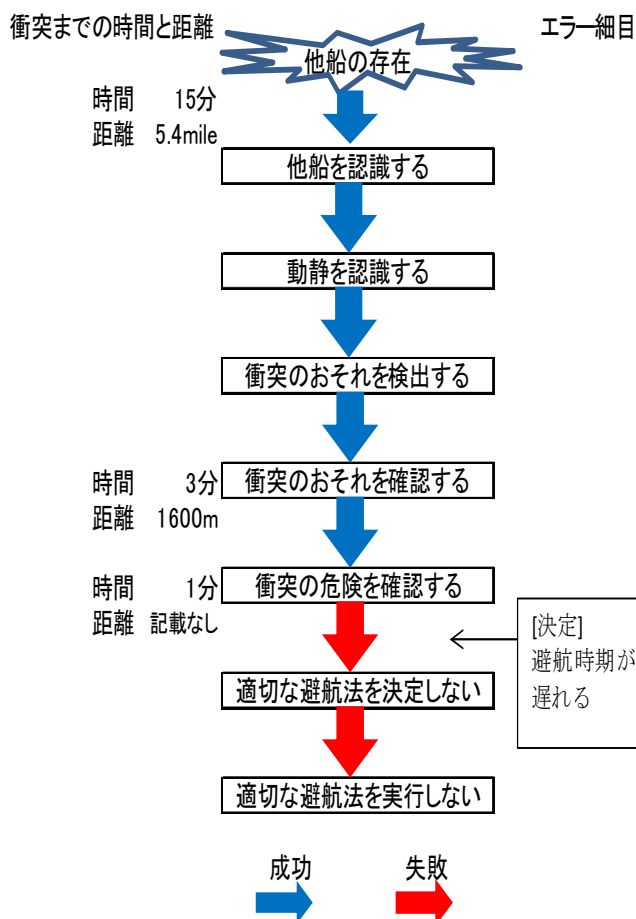 衝突までの時間と距離
エラー細目
他船の存在
時間 15分
距離 5.4mile
他船を認識する
動静を認識する
衝突のおそれを検出する
時間 3分
距離 1600m
衝突のおそれを確認する
時間 1分
距離 記載なし
衝突の危険を確認する
[決定]
避航時期が
遅れる
適切な避航法を決定しない
適切な避航法を実行しない
成功
失敗